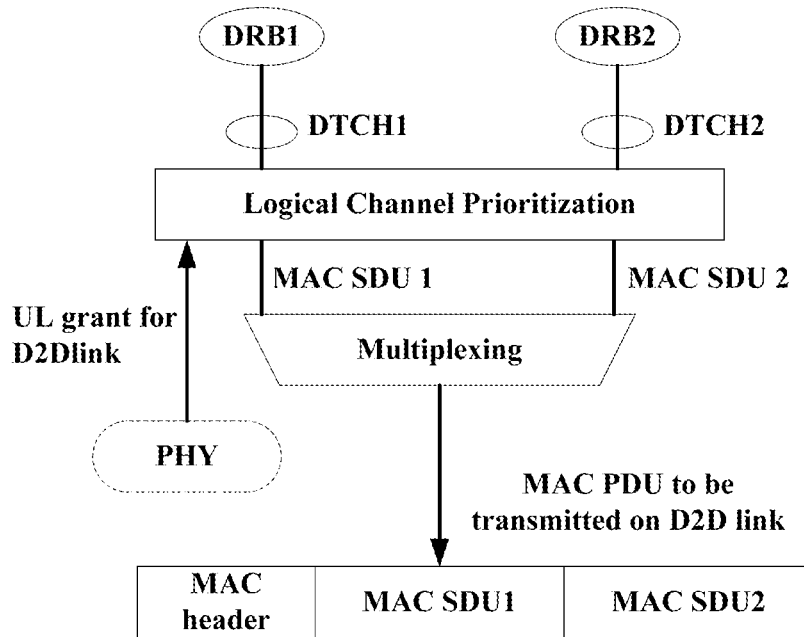 DRB1
DRB2
DTCH1
DTCH2
Logical Channel Prioritization
MAC SDU 1
MAC SDU 2
UL grant for
D2Dlink
Multiplexing
PHY
MAC PDU to be
transmitted on D2D link
MAC
header
MAC SDU1
MAC SDU2